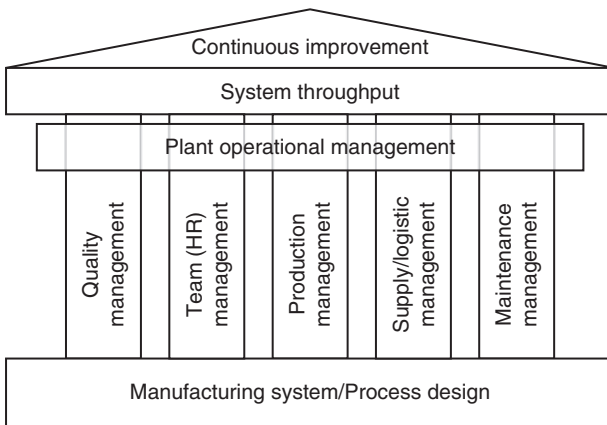 Continuous improvement
System throughput
Plant operational management
Quality
management
Team (HR)
management
Production
management
Supply/logistic
management
Maintenance
management
Manufacturing system/Process design